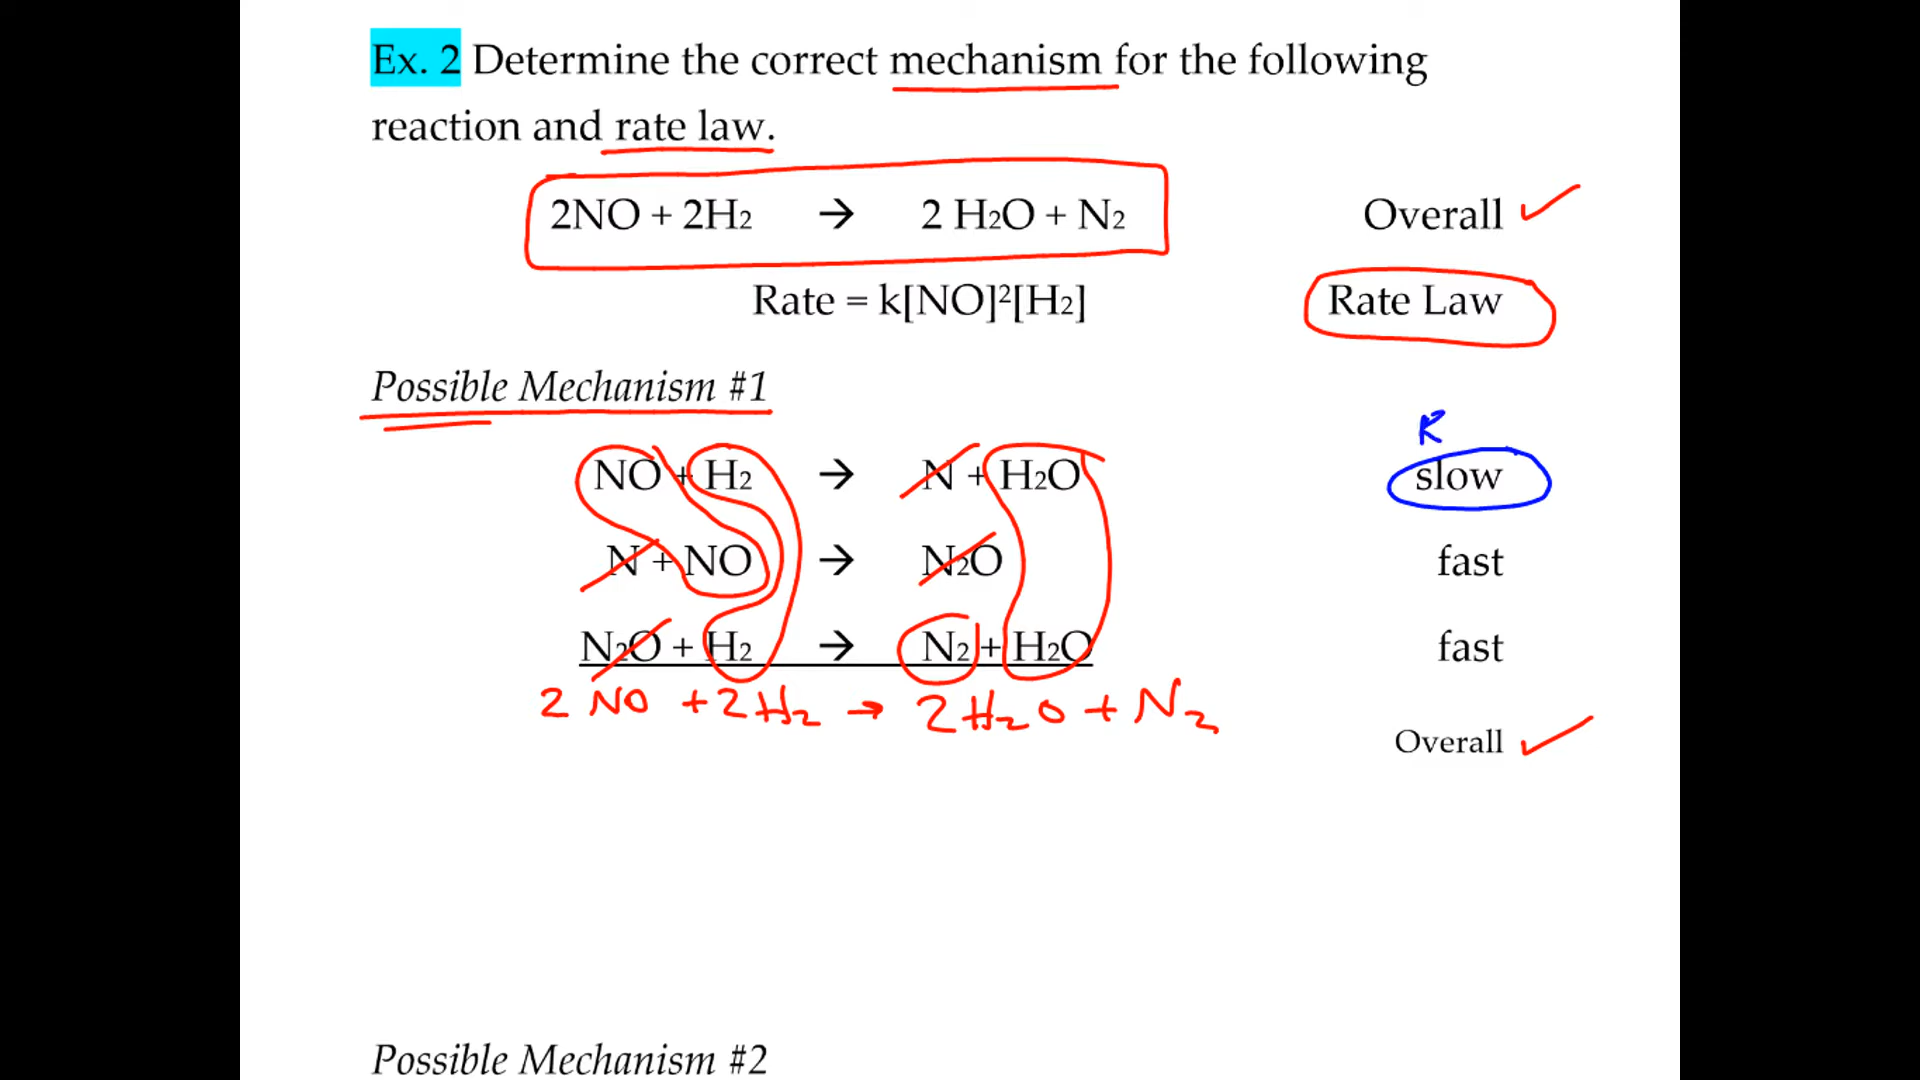 Ex. 2 Determine the correct mechanism for the following
reaction and rate law.
2NO + 2H₂ → 2 H₂O + N₂ Overall ✓
Rate = k[NO]²[H₂] Rate Law
Possible Mechanism #1
R
NO + H₂ → N + H₂O slow
N + NO → N₂O fast
N₂O + H₂ → N₂ + H₂O fast
2 NO + 2H₂ → 2H₂O + N₂
Overall ✓
Possible Mechanism #2